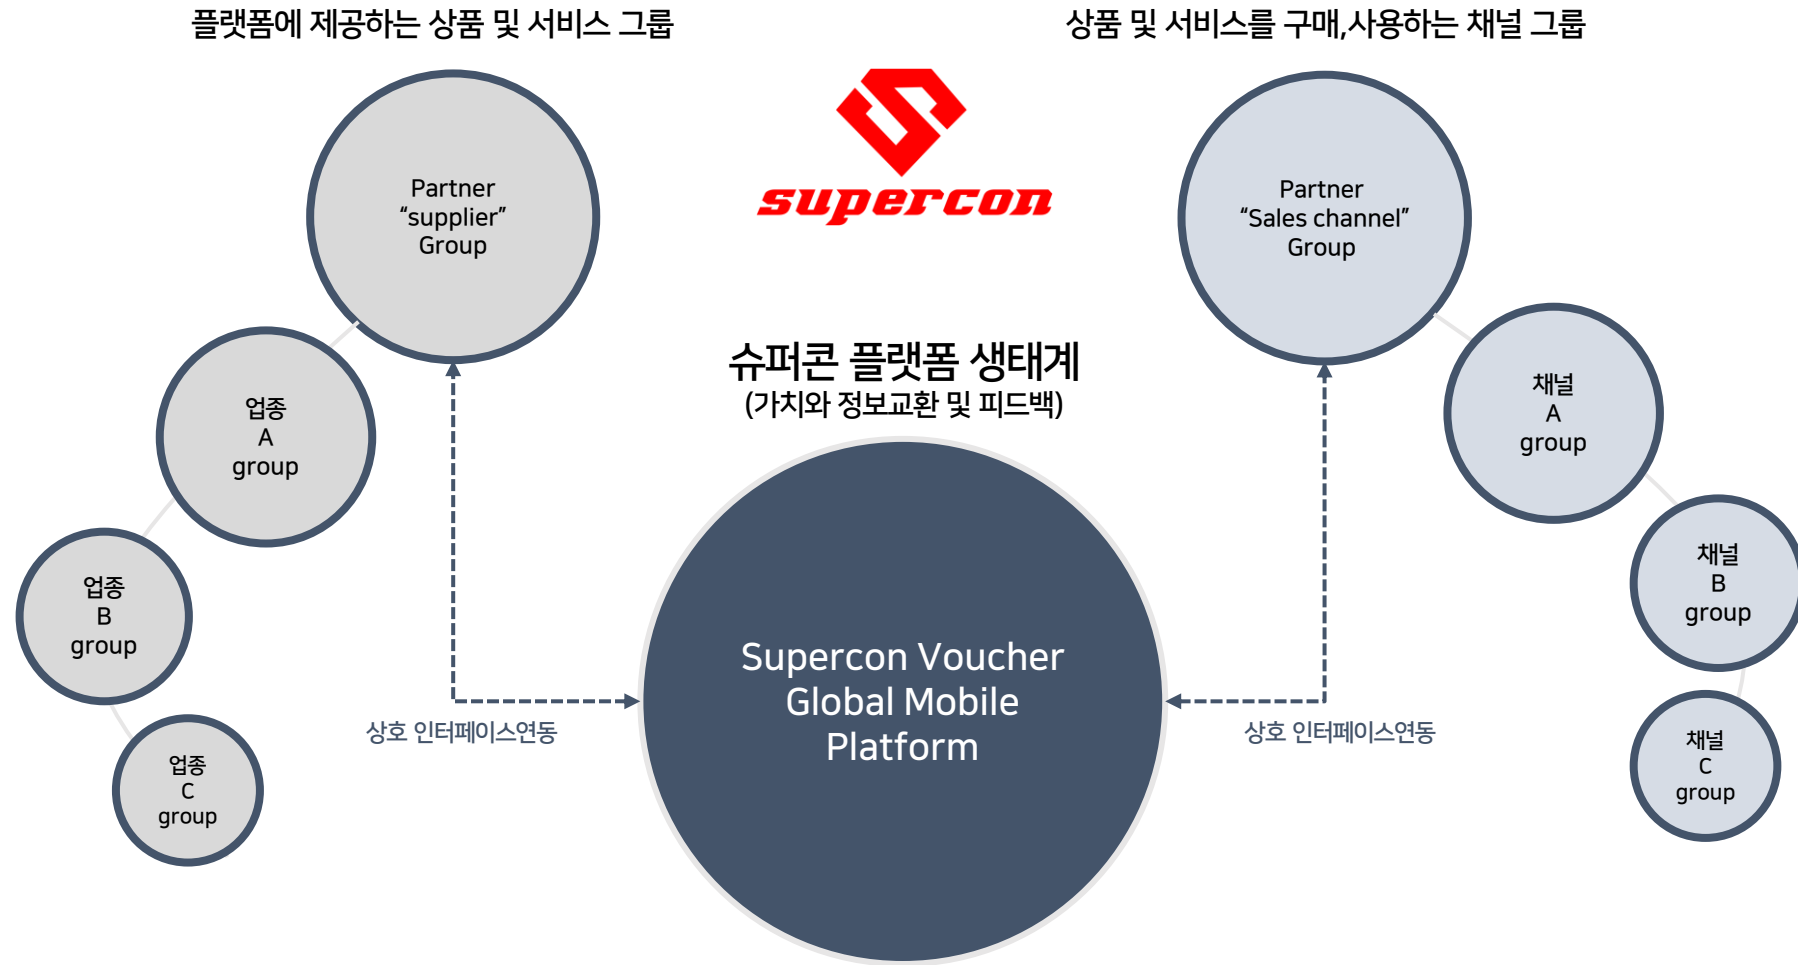 플랫폼에 제공하는 상품 및 서비스 그룹
상품 및 서비스를 구매,사용하는 채널 그룹
supercon
Partner
“supplier”
Group
Partner
“Sales channel”
Group
슈퍼콘 플랫폼 생태계
(가치와 정보교환 및 피드백)
업종
A
group
채널
A
group
업종
B
group
채널
B
group
Supercon Voucher
Global Mobile
Platform
상호 인터페이스연동
상호 인터페이스연동
업종
C
group
채널
C
group